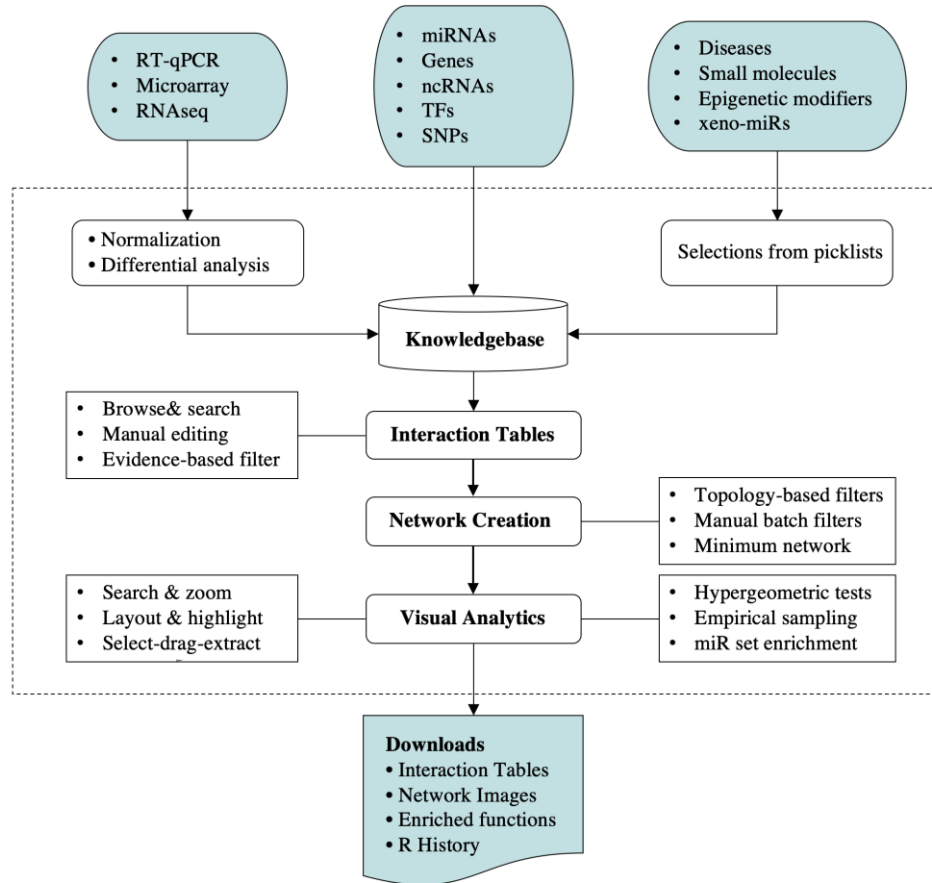 • RT-qPCR
• Microarray
• RNAseq
• miRNAs
• Genes
• ncRNAs
• TFs
• SNPs
• Diseases
• Small molecules
• Epigenetic modifiers
• xeno-miRs
• Normalization
• Differential analysis
Selections from picklists
Knowledgebase
• Browse& search
• Manual editing
• Evidence-based filter
Interaction Tables
Network Creation
• Topology-based filters
• Manual batch filters
• Minimum network
• Search & zoom
• Layout & highlight
• Select-drag-extract
Visual Analytics
• Hypergeometric tests
• Empirical sampling
• miR set enrichment
Downloads
• Interaction Tables
• Network Images
• Enriched functions
• R History